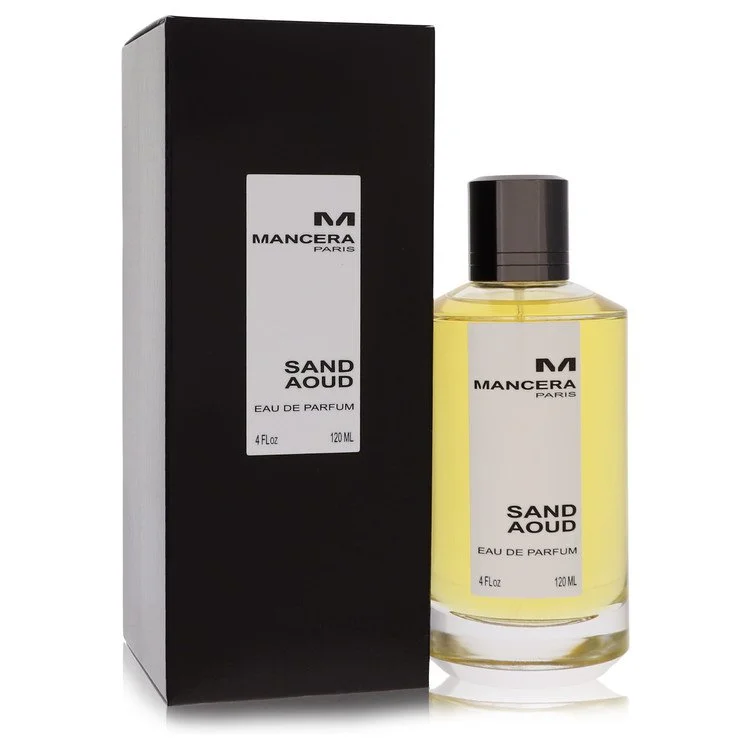 M
MANCERA
PARIS
SAND
AOUD
EAU DE PARFUM
4 FLoz 120 ML
M
MANCERA
PARIS
SAND
AOUD
EAU DE PARFUM
4 FLoz 120 ML